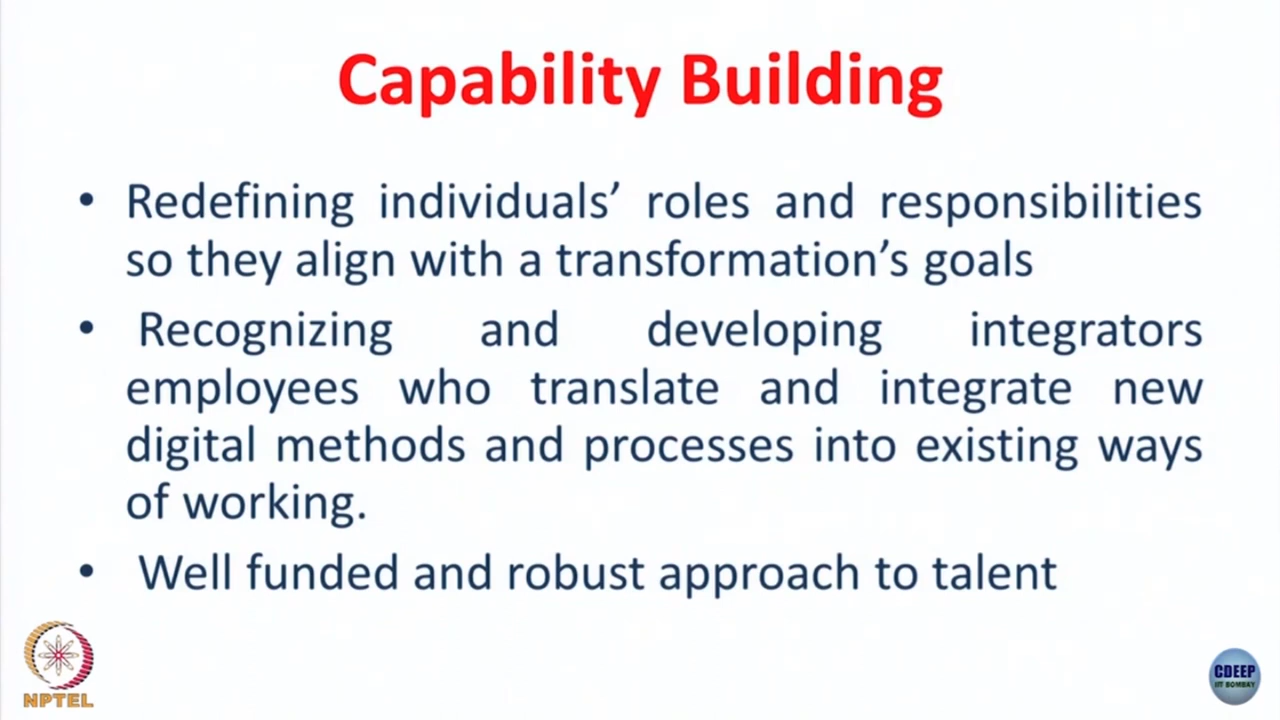 Capability Building
• Redefining individuals’ roles and responsibilities
so they align with a transformation’s goals
• Recognizing and developing integrators
employees who translate and integrate new
digital methods and processes into existing ways
of working.
• Well funded and robust approach to talent
NPTEL
CDEEP
IIT BOMBAY